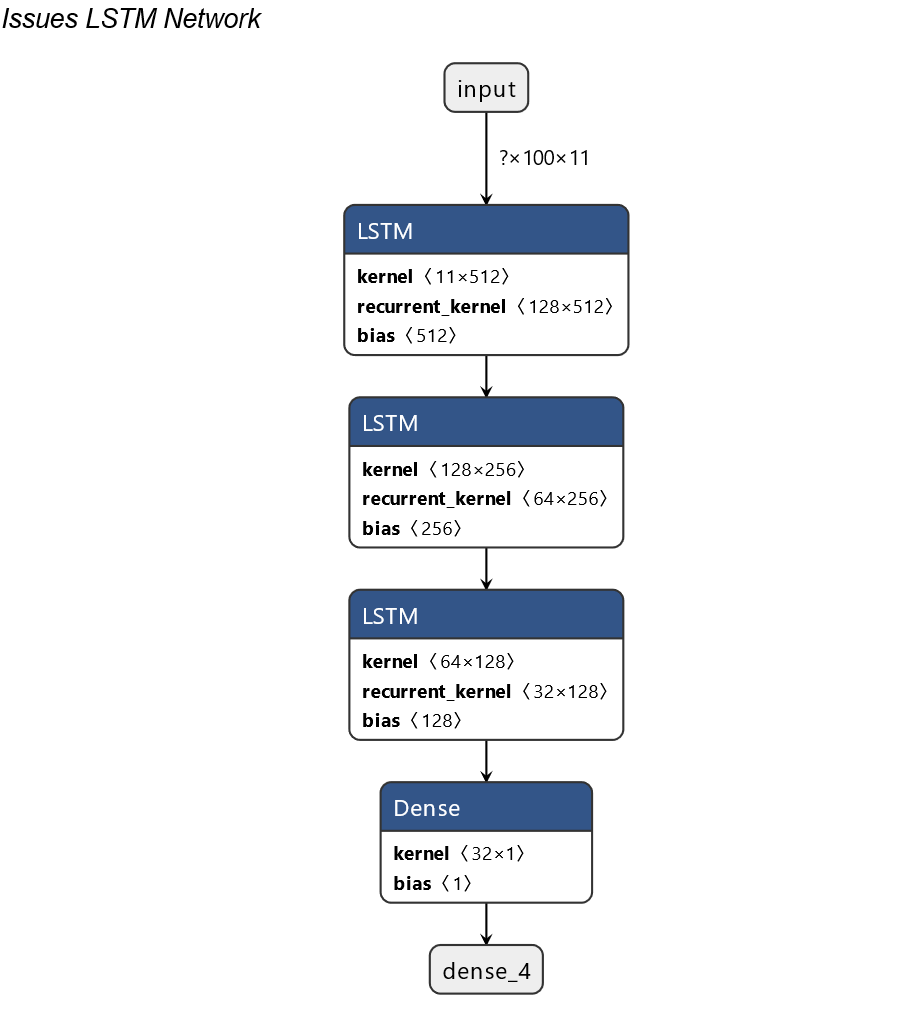 Issues LSTM Network
input
?×100×11
LSTM
kernel 〈11×512〉
recurrent_kernel 〈128×512〉
bias 〈512〉
LSTM
kernel 〈128×256〉
recurrent_kernel 〈64×256〉
bias 〈256〉
LSTM
kernel 〈64×128〉
recurrent_kernel 〈32×128〉
bias 〈128〉
Dense
kernel 〈32×1〉
bias 〈1〉
dense_4